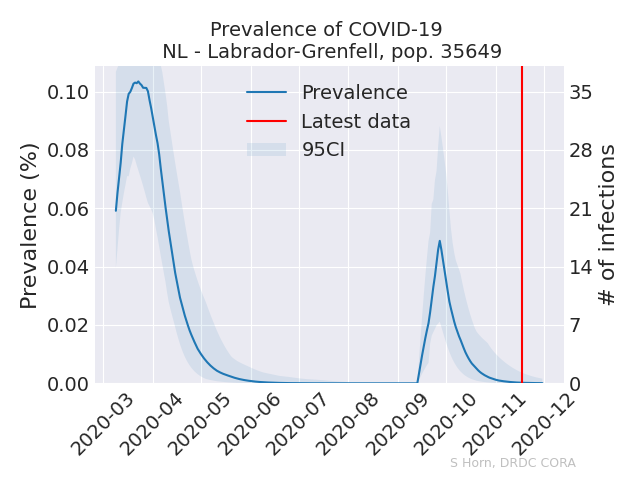 Prevalence of COVID-19
NL - Labrador-Grenfell, pop. 35649
Prevalence
Latest data
95CI
Prevalence (%)
0.10
0.08
0.06
0.04
0.02
0.00
# of infections
35
28
21
14
7
0
2020-03
2020-04
2020-05
2020-06
2020-07
2020-08
2020-09
2020-10
2020-11
2020-12
S Horn, DRDC CORA